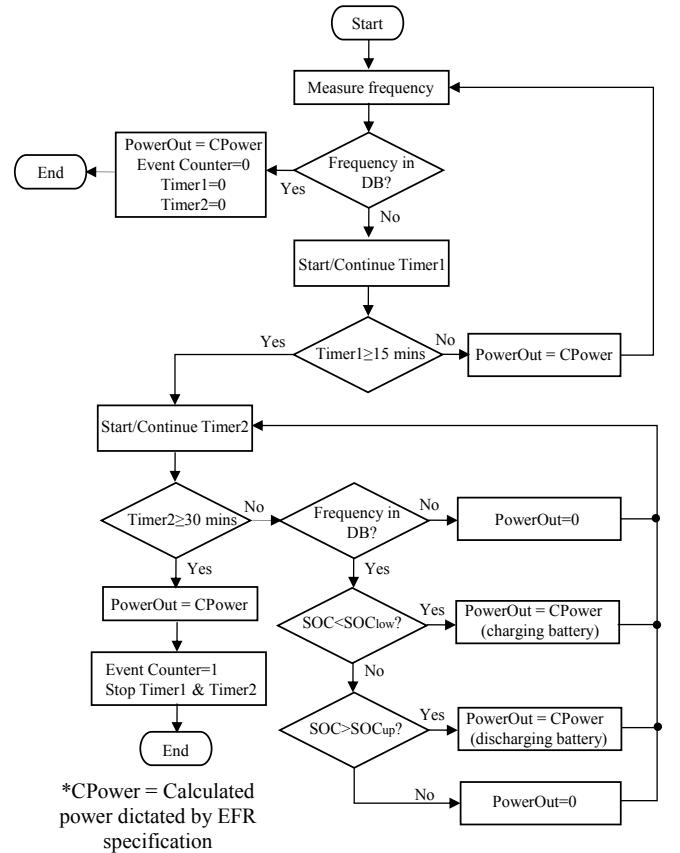 Start
Measure frequency
Frequency in
DB?
Yes
No
PowerOut = CPower
Event Counter=0
Timer1=0
Timer2=0
End
Start/Continue Timer1
Timer1≥15 mins
Yes
No
PowerOut = CPower
Start/Continue Timer2
Timer2≥30 mins
No
Yes
Frequency in
DB?
No
Yes
PowerOut=0
PowerOut = CPower
SOC<SOClow?
Yes
No
PowerOut = CPower
(charging battery)
Event Counter=1
Stop Timer1 & Timer2
SOC>SOCup?
Yes
No
PowerOut = CPower
(discharging battery)
End
PowerOut=0
*CPower = Calculated
power dictated by EFR
specification